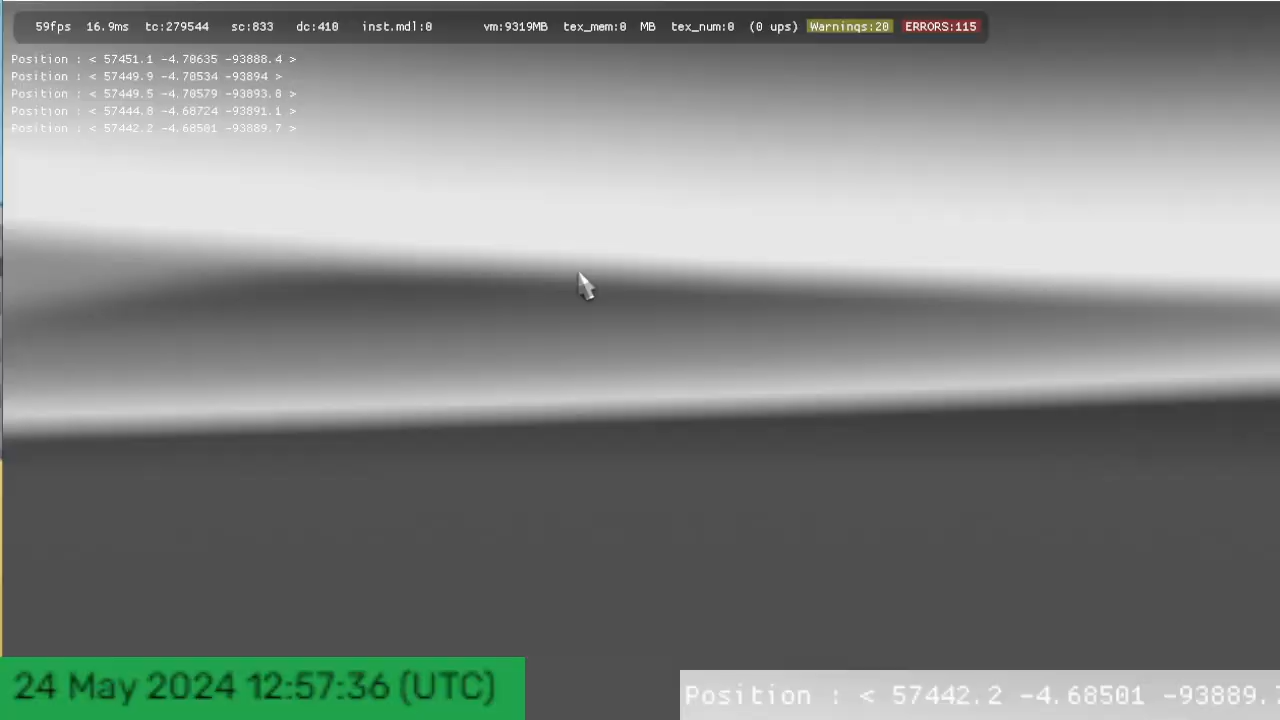 59fps 16.9ms tc:279544 sc:833 dc:410 inst.mdl:0 vm:9319MB tex_mem:0 MB tex_num:0 (0 ups) Warnings:20 ERRORS:115
Position : < 57451.1 -4.70635 -93888.4 >
Position : < 57449.9 -4.70534 -93894 >
Position : < 57449.5 -4.70579 -93893.8 >
Position : < 57444.8 -4.68724 -93891.1 >
Position : < 57442.2 -4.68501 -93889.7 >
24 May 2024 12:57:36 (UTC)
Position : < 57442.2 -4.68501 -93889.7